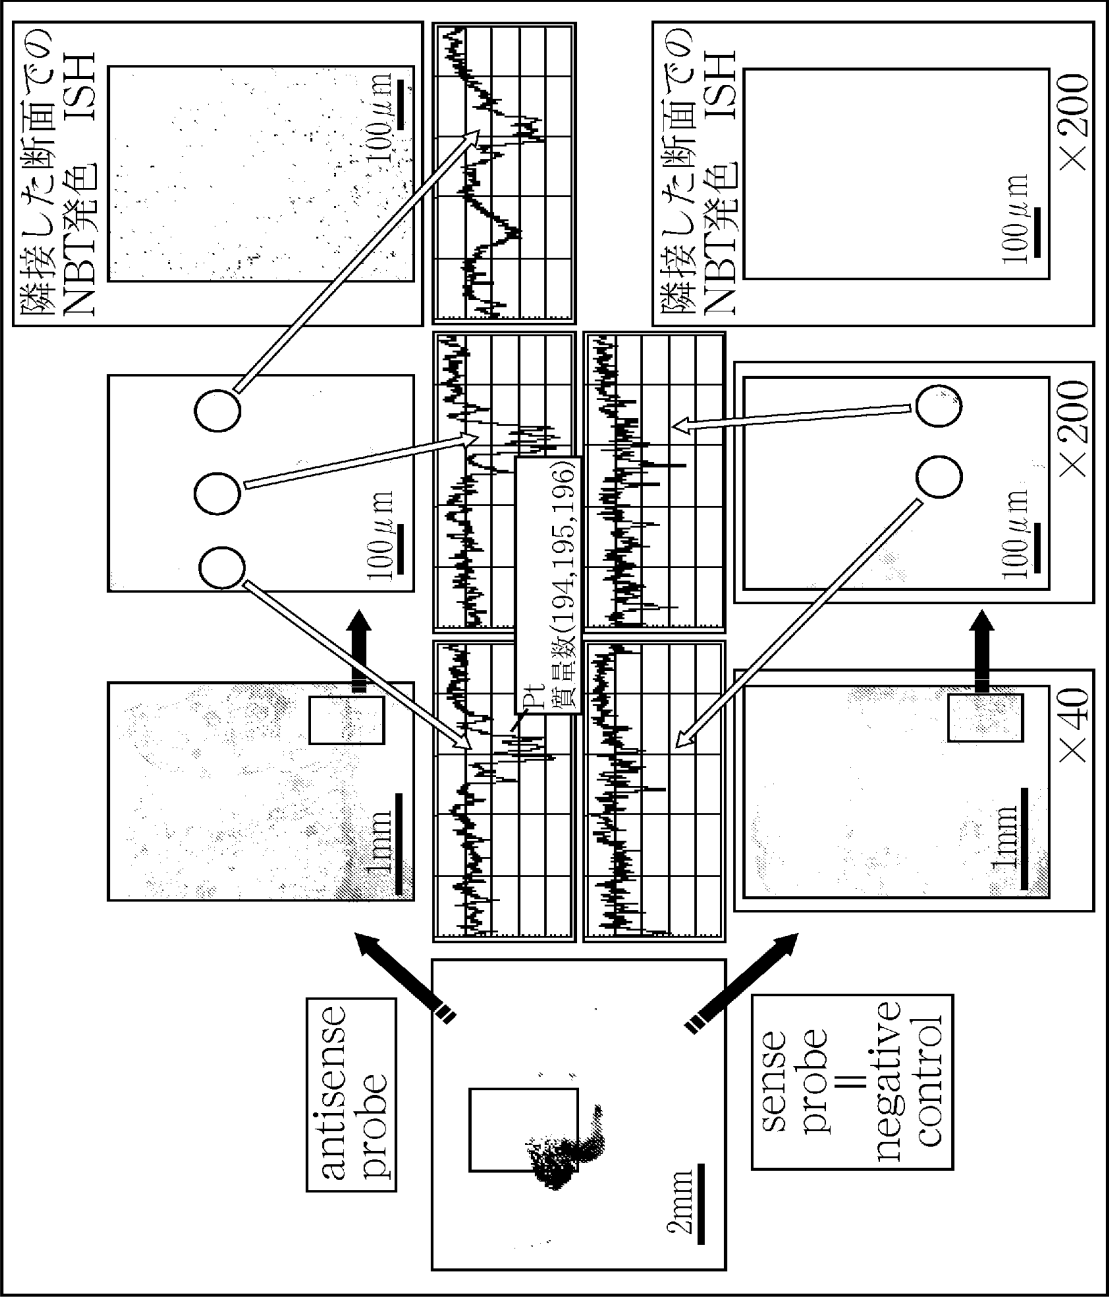 antisense
probe
2mm
sense
probe
=
negative
control
1mm
100μm
隣接した断面での
NBT発色 ISH
100μm
Pt
質量数(194,195,196)
1mm
×40
100μm
×200
隣接した断面での
NBT発色 ISH
100μm
×200